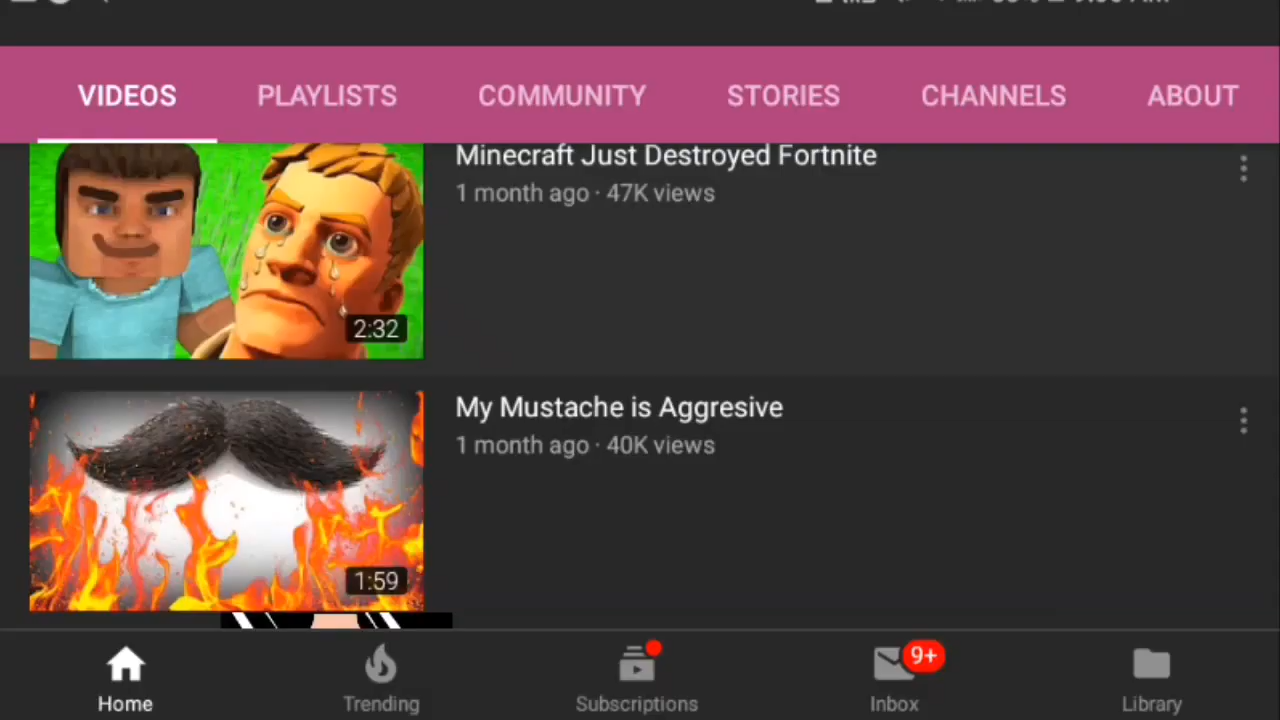 VIDEOS PLAYLISTS COMMUNITY STORIES CHANNELS ABOUT
Minecraft Just Destroyed Fortnite
1 month ago · 47K views
2:32
My Mustache is Aggresive
1 month ago · 40K views
1:59
9+
Home Trending Subscriptions Inbox Library